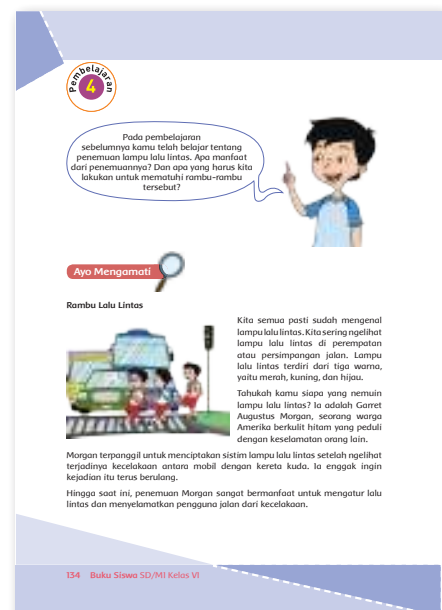 Pembelajaran
4
Pada pembelajaran
sebelumnya kamu telah belajar tentang
penemuan lampu lalu lintas. Apa manfaat
dari penemuannya? Dan apa yang harus kita
lakukan untuk mematuhi rambu-rambu
tersebut?
Ayo Mengamati
Rambu Lalu Lintas
Kita semua pasti sudah mengenal
lampu lalu lintas. Kita sering ngelihat
lampu lalu lintas di perempatan
atau persimpangan jalan. Lampu
lalu lintas terdiri dari tiga warna,
yaitu merah, kuning, dan hijau.
Tahukah kamu siapa yang nemuin
lampu lalu lintas? Ia adalah Garret
Augustus Morgan, seorang warga
Amerika berkulit hitam yang peduli
dengan keselamatan orang lain.
Morgan terpanggil untuk menciptakan sistim lampu lalu lintas setelah ngelihat
terjadinya kecelakaan antara mobil dengan kereta kuda. Ia enggak ingin
kejadian itu terus berulang.
Hingga saat ini, penemuan Morgan sangat bermanfaat untuk mengatur lalu
lintas dan menyelamatkan pengguna jalan dari kecelakaan.
134 Buku Siswa SD/MI Kelas VI